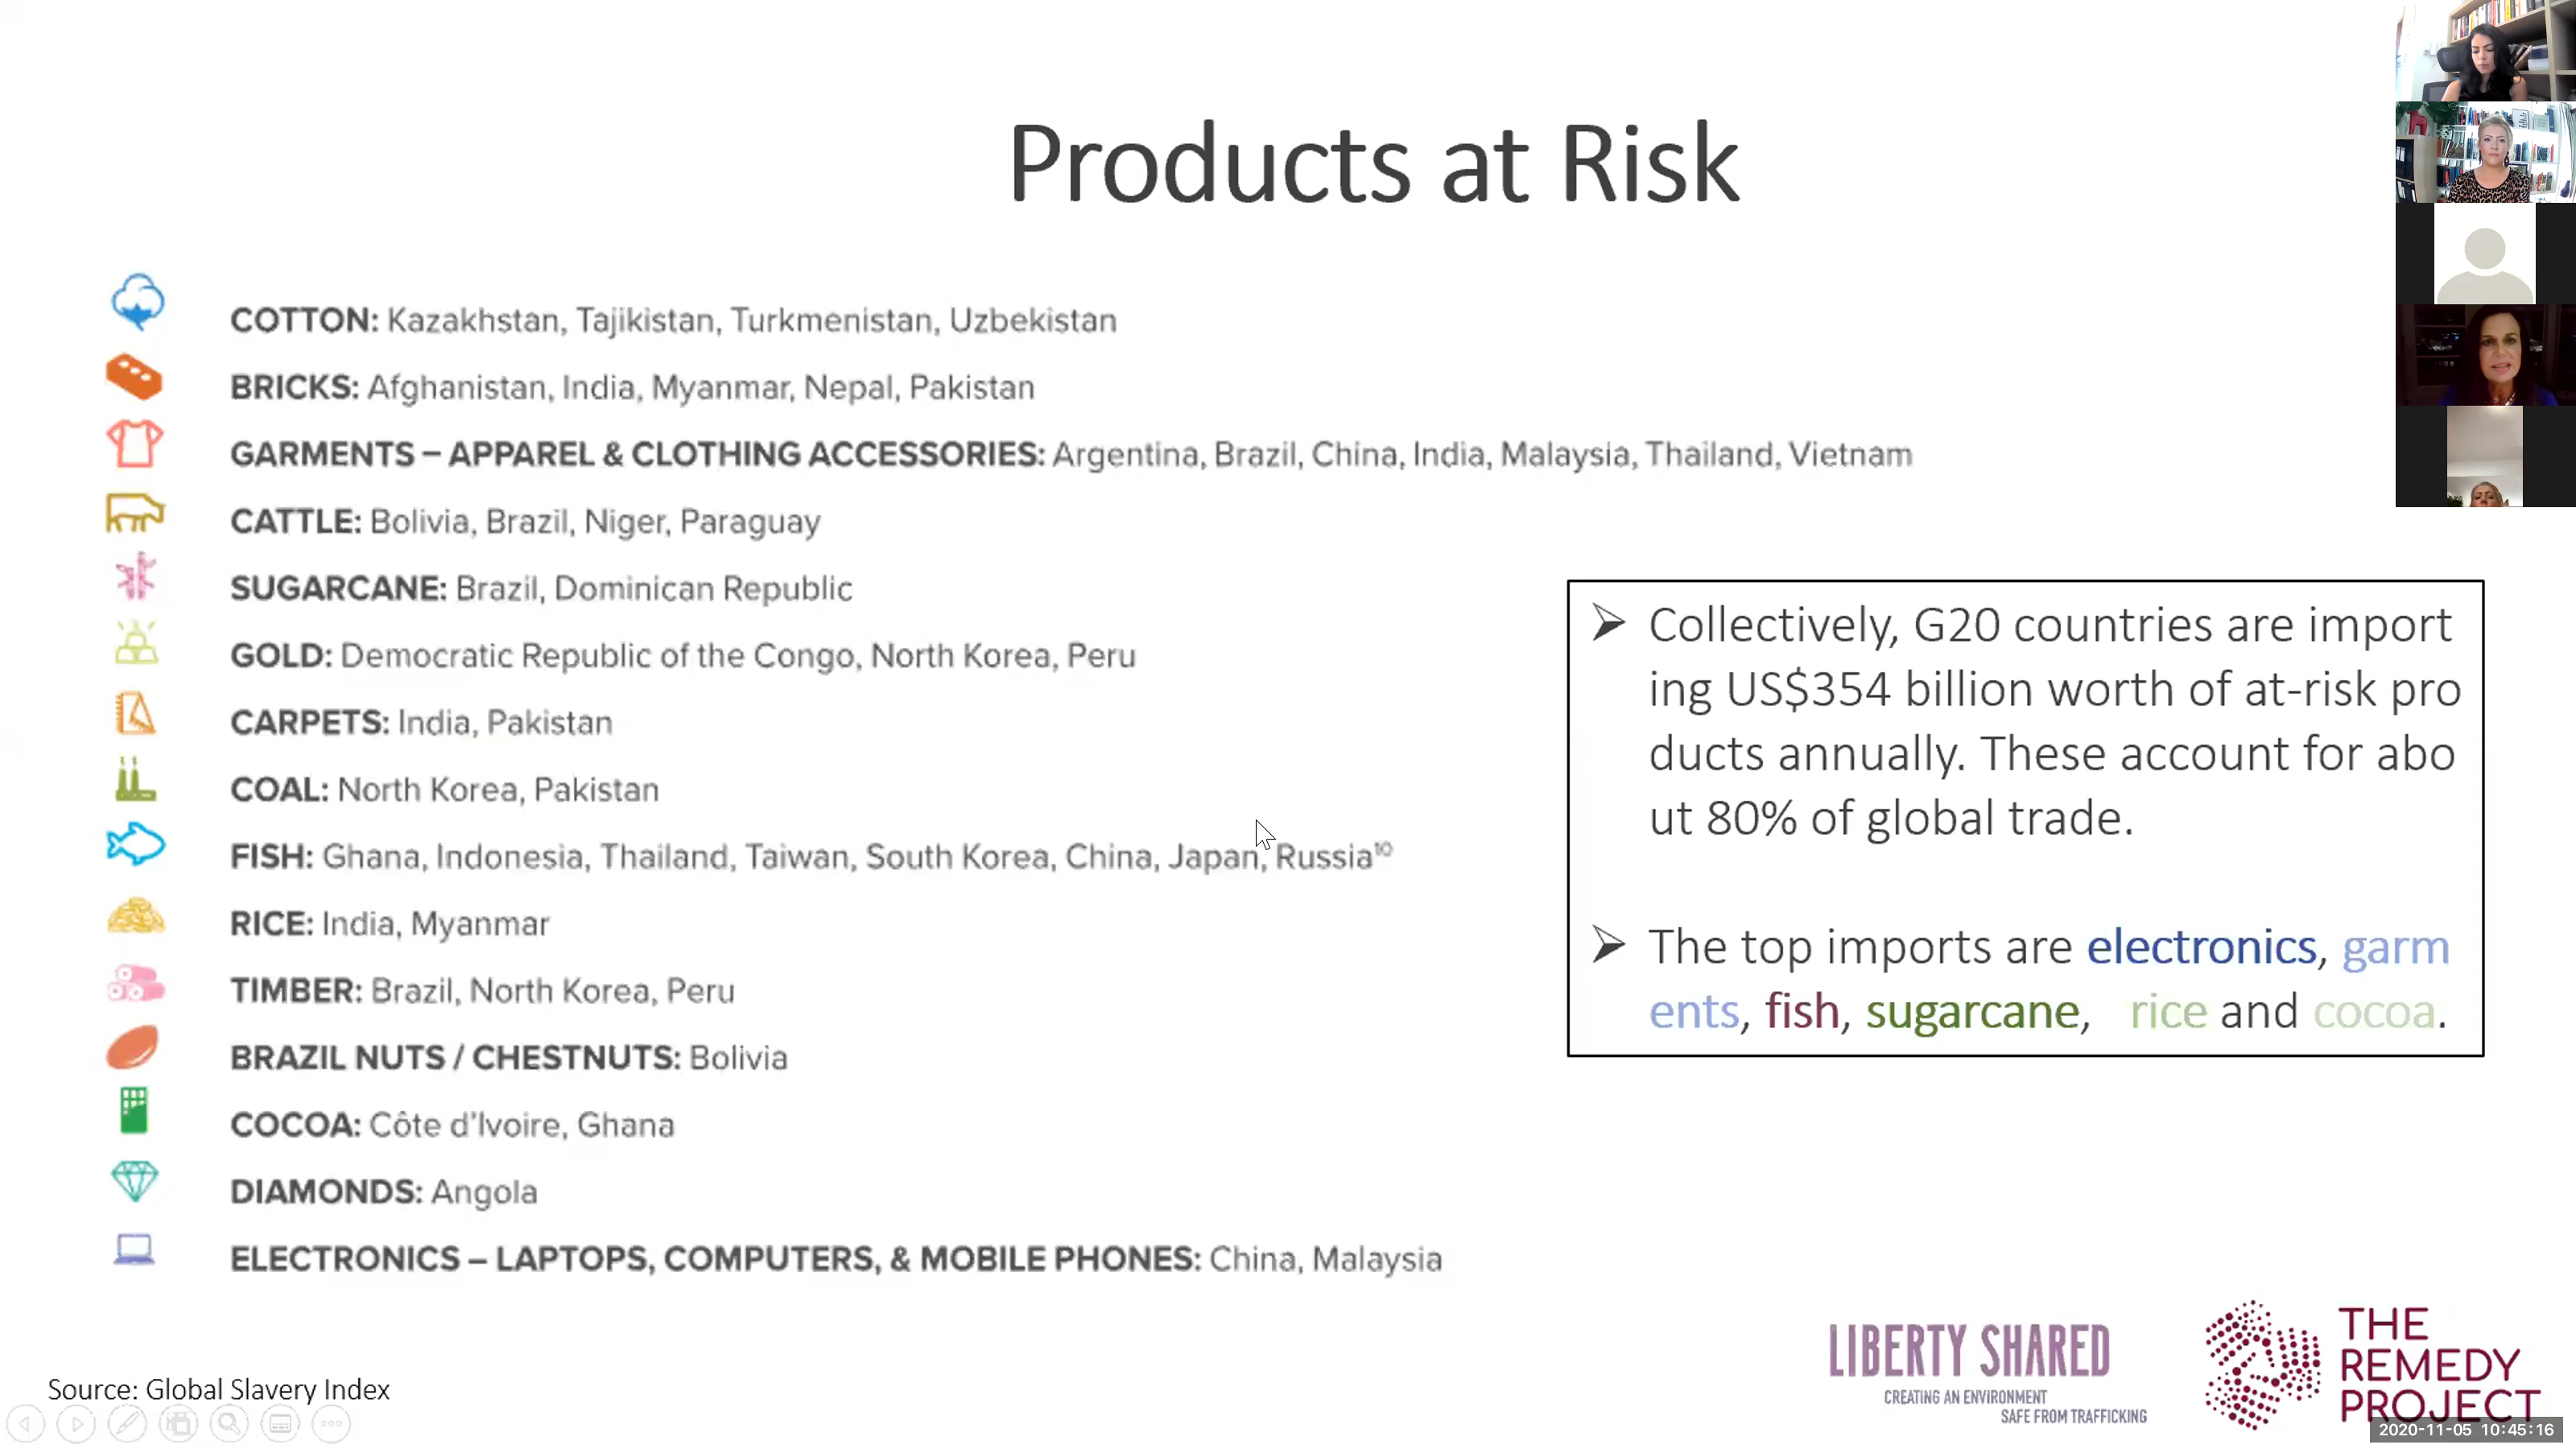 Products at Risk
COTTON: Kazakhstan, Tajikistan, Turkmenistan, Uzbekistan
BRICKS: Afghanistan, India, Myanmar, Nepal, Pakistan
GARMENTS – APPAREL & CLOTHING ACCESSORIES: Argentina, Brazil, China, India, Malaysia, Thailand, Vietnam
CATTLE: Bolivia, Brazil, Niger, Paraguay
SUGARCANE: Brazil, Dominican Republic
GOLD: Democratic Republic of the Congo, North Korea, Peru
CARPETS: India, Pakistan
COAL: North Korea, Pakistan
FISH: Ghana, Indonesia, Thailand, Taiwan, South Korea, China, Japan, Russia¹⁰
RICE: India, Myanmar
TIMBER: Brazil, North Korea, Peru
BRAZIL NUTS / CHESTNUTS: Bolivia
COCOA: Côte d'Ivoire, Ghana
DIAMONDS: Angola
ELECTRONICS – LAPTOPS, COMPUTERS, & MOBILE PHONES: China, Malaysia
➤ Collectively, G20 countries are import
ing US$354 billion worth of at-risk pro
ducts annually. These account for abo
ut 80% of global trade.
➤ The top imports are electronics, garm
ents, fish, sugarcane, rice and cocoa.
Source: Global Slavery Index
LIBERTY SHARED
CREATING AN ENVIRONMENT
SAFE FROM TRAFFICKING
THE
REMEDY
PROJECT
2020-11-05 10:45:16